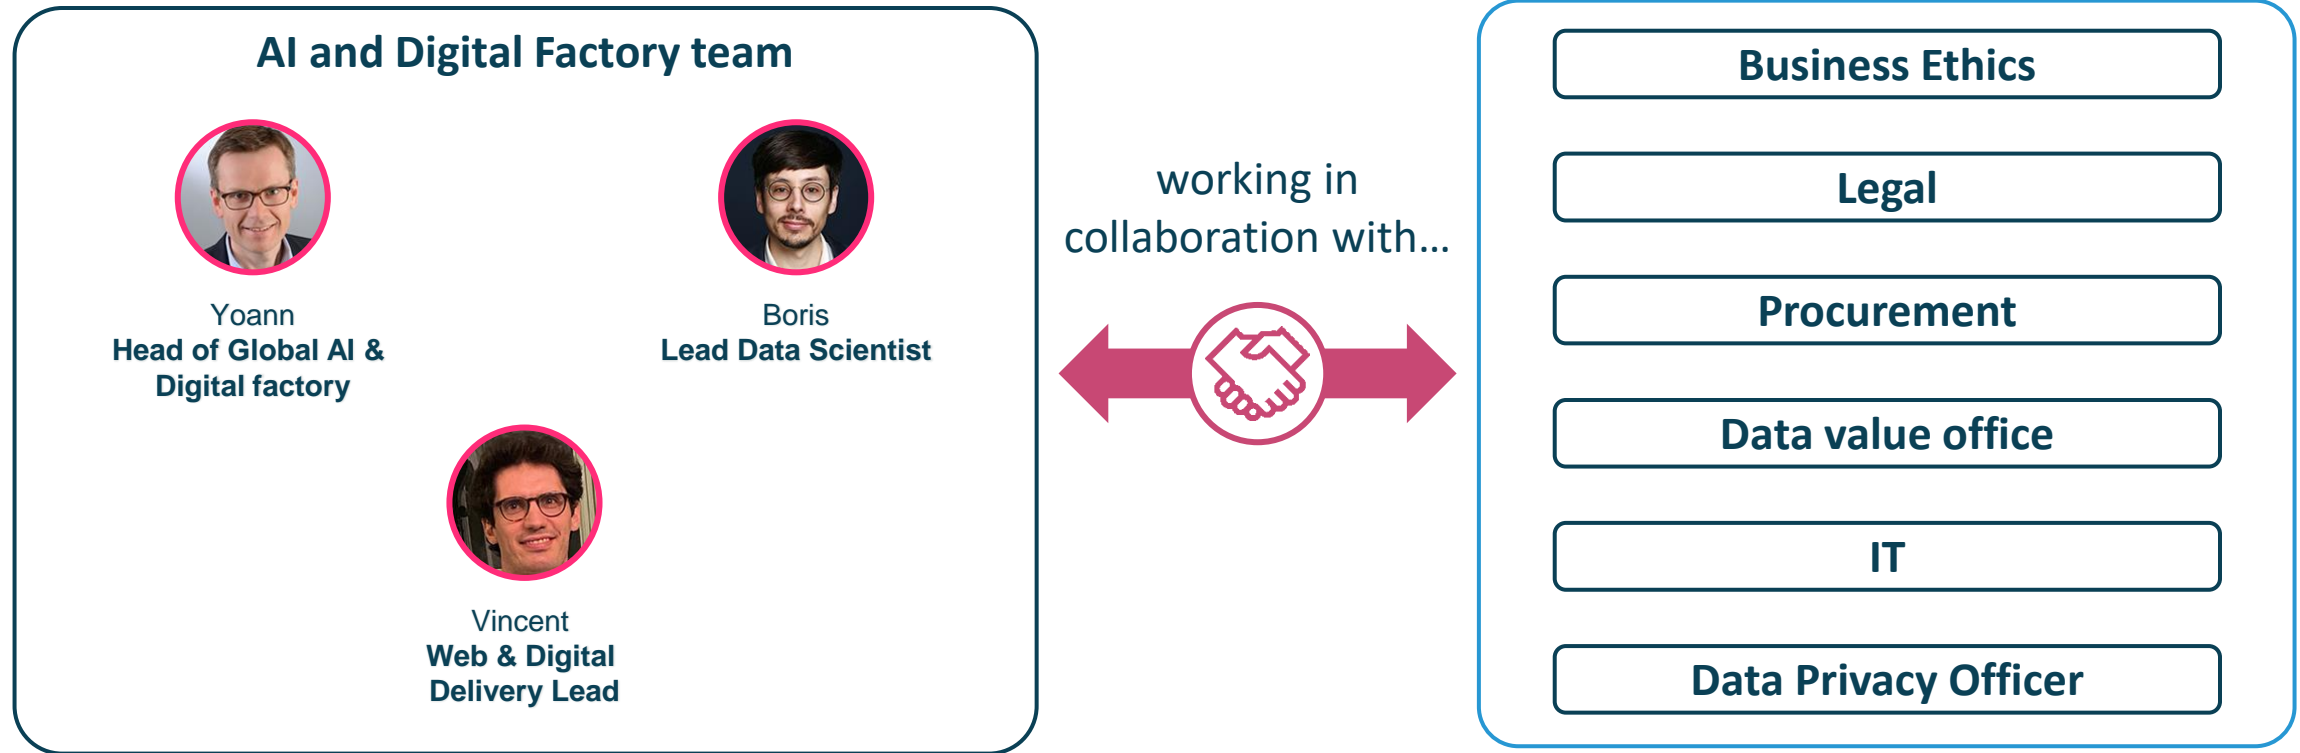 AI and Digital Factory team
Yoann
Head of Global AI &
Digital factory
Boris
Lead Data Scientist
Vincent
Web & Digital
Delivery Lead
working in
collaboration with…
Business Ethics
Legal
Procurement
Data value office
IT
Data Privacy Officer